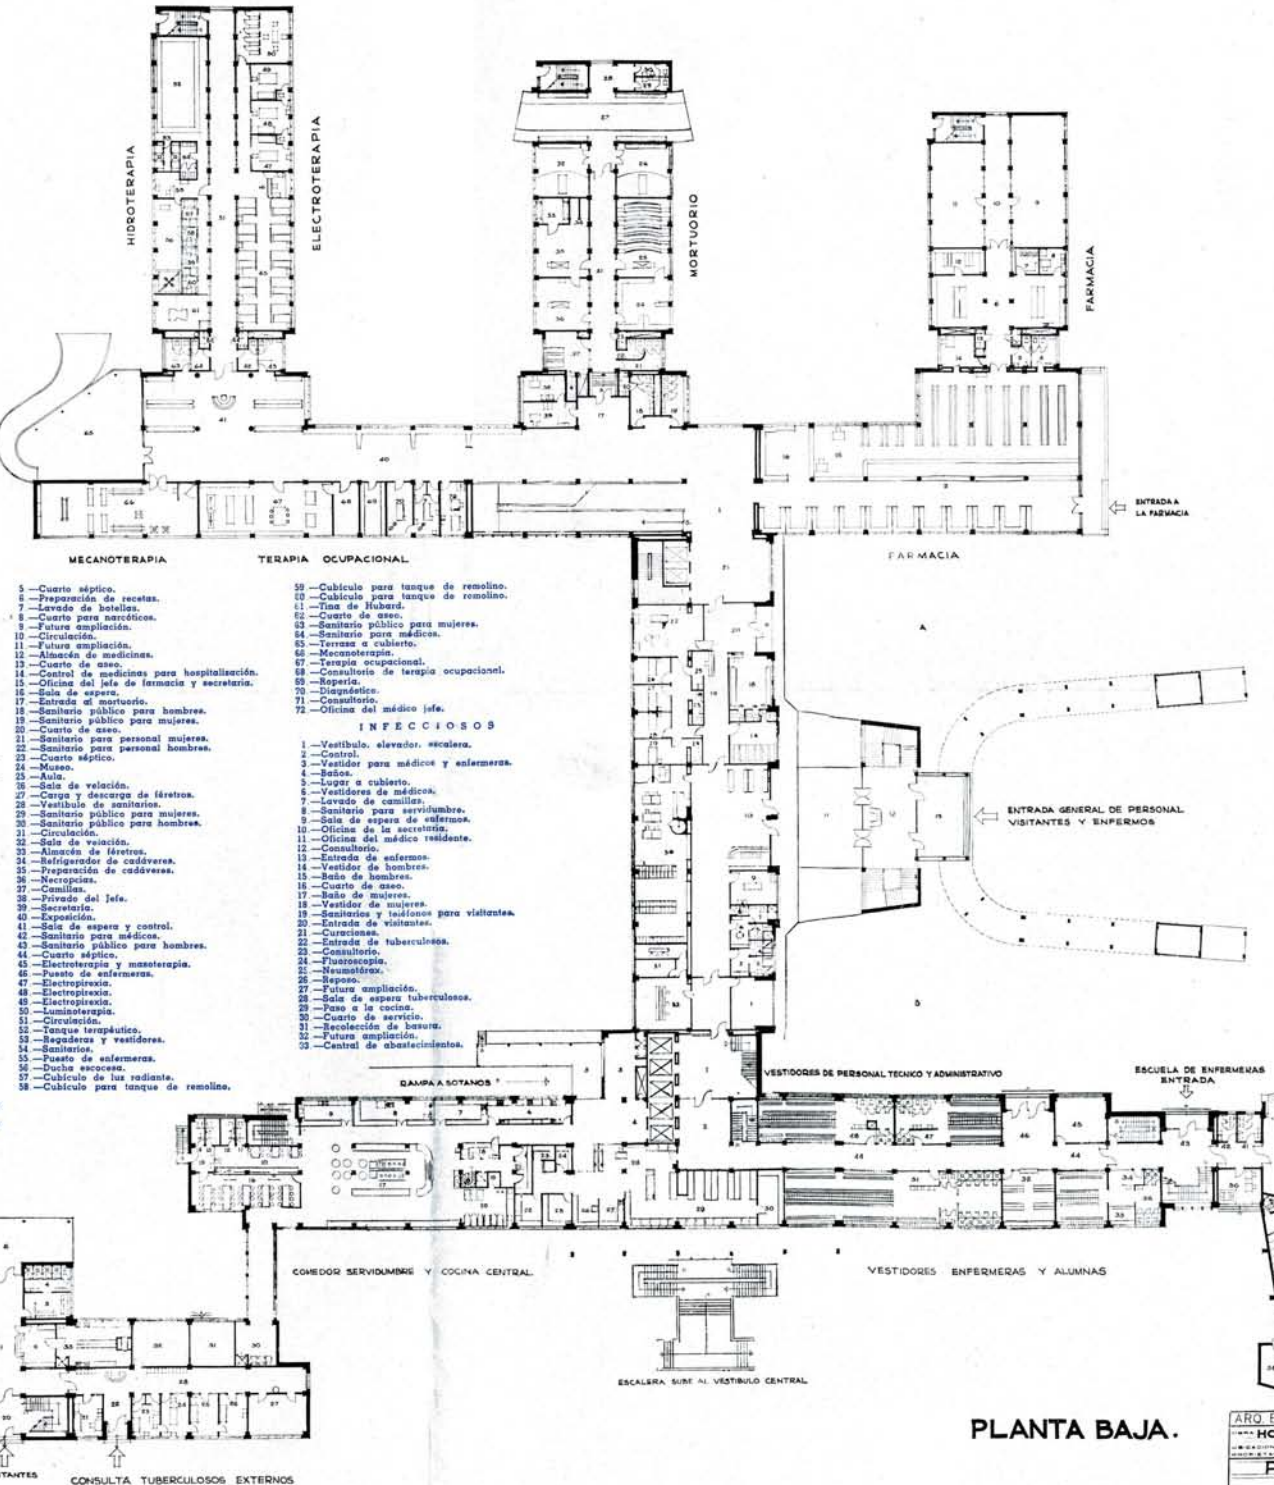 HIDROTERAPIA
ELECTROTERAPIA
MORTUORIO
FARMACIA
ENTRADA A
LA FARMACIA
MECANOTERAPIA
TERAPIA OCUPACIONAL
FARMACIA
5 —Cuarto séptico.
6 —Preparación de recetas.
7 —Lavado de botellas.
8 —Cuarto para narcóticos.
9 —Futura ampliación.
10 —Circulación.
11 —Futura ampliación.
12 —Almacén de medicinas.
13 —Cuarto de aseo.
14 —Control de medicinas para hospitalisación.
15 —Oficina del jefe de farmacia y secretaria.
16 —Sala de espera.
17 —Entrada al mortuorio.
18 —Sanitario público para hombres.
19 —Sanitario público para mujeres.
20 —Cuarto de aseo.
21 —Sanitario para personal mujeres.
22 —Sanitario para personal hombres.
23 —Cuarto séptico.
24 —Museo.
25 —Aula.
26 —Sala de velación.
27 —Carga y descarga de féretros.
28 —Vestíbulo de sanitarios.
29 —Sanitario público para mujeres.
30 —Sanitario público para hombres.
31 —Circulación.
32 —Sala de velación.
33 —Almacén de féretros.
34 —Refrigerador de cadáveres.
35 —Preparación de cadáveres.
36 —Necropcias.
37 —Camillas.
38 —Privado del Jefe.
39 —Secretaria.
40 —Exposición.
41 —Sala de espera y control.
42 —Sanitario para médicos.
43 —Sanitario público para hombres.
44 —Cuarto séptico.
45 —Electroterapia y masoterapia.
46 —Puesto de enfermeras.
47 —Electropirexia.
48 —Electropirexia.
49 —Electropirexia.
50 —Luminoterapia.
51 —Circulación.
52 —Tanque terapéutico.
53 —Regaderas y vestidores.
54 —Sanitarios.
55 —Puesto de enfermeras.
56 —Ducha escocesa.
57 —Cubículo de luz radiante.
58 —Cubículo para tanque de remolino.
59 —Cubículo para tanque de remolino.
60 —Cubículo para tanque de remolino.
61 —Tina de Hubard.
62 —Cuarto de aseo.
63 —Sanitario público para mujeres.
64 —Sanitario para médicos.
65 —Terraza a cubierto.
66 —Mecanoterapia.
67 —Terapia ocupacional.
68 —Consultorio de terapia ocupacional.
69 —Ropería.
70 —Diagnóstico.
71 —Consultorio.
72 —Oficina del médico jefe.
INFECCIOSOS
1 —Vestíbulo, elevador, escalera.
2 —Control.
3 —Vestidor para médicos y enfermeras.
4 —Baños.
5 —Lugar a cubierto.
6 —Vestidores de médicos.
7 —Lavado de camillas.
8 —Sanitario para servidumbre.
9 —Sala de espera de enfermos.
10 —Oficina de la secretaria.
11 —Oficina del médico residente.
12 —Consultorio.
13 —Entrada de enfermos.
14 —Vestidor de hombres.
15 —Baño de hombres.
16 —Cuarto de aseo.
17 —Baño de mujeres.
18 —Vestidor de mujeres.
19 —Sanitarios y teléfonos para visitantes.
20 —Entrada de visitantes.
21 —Curaciones.
22 —Entrada de tuberculosos.
23 —Consultorio.
24 —Fluoroscopia.
25 —Neumotórax.
26 —Reposo.
27 —Futura ampliación.
28 —Sala de espera tuberculosos.
29 —Paso a la cocina.
30 —Cuarto de servicio.
31 —Recolección de basura.
32 —Futura ampliación.
33 —Central de abastecimientos.
A
ENTRADA GENERAL DE PERSONAL
VISITANTES Y ENFERMOS
B
RAMPA A SOTANOS
VESTIDORES DE PERSONAL TECNICO Y ADMINISTRATIVO
ESCUELA DE ENFERMERAS
ENTRADA
COMEDOR SERVIDUMBRE Y COCINA CENTRAL
VESTIDORES ENFERMERAS Y ALUMNAS
ESCALERA SUBE AL VESTIBULO CENTRAL
PLANTA BAJA.
ARQ. E
HO
P
TANTES
CONSULTA TUBERCULOSOS EXTERNOS